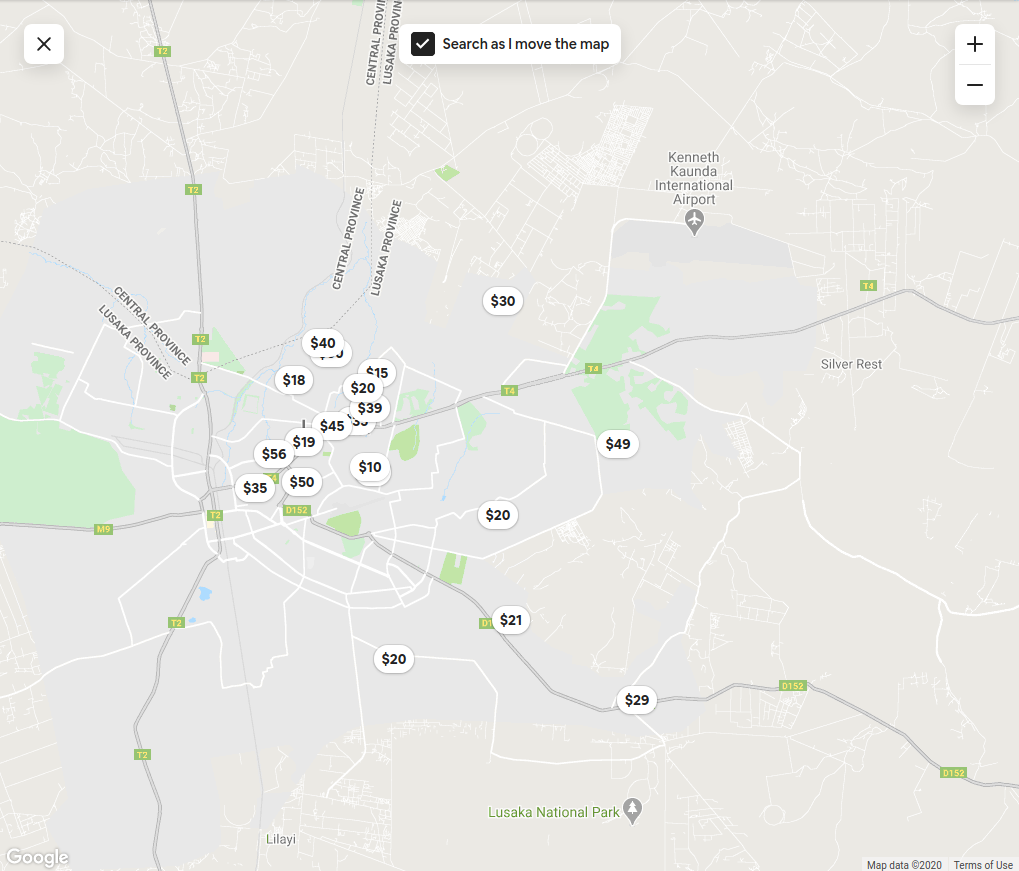 CENTRAL PROVINCE
LUSAKA PROVINCE
Search as I move the map
T2
Kenneth
Kaunda
International
Airport
T2
CENTRAL PROVINCE
LUSAKA PROVINCE
T4
CENTRAL PROVINCE
LUSAKA PROVINCE
$30
T2
$40
Silver Rest
T4
$15
T2
$18
$20
T4
$39
$45
$19
$49
$56
$10
$50
$35
D152
T2
$20
M9
T2
$21
$20
D152
$29
T2
D152
Lusaka National Park
Lilayi
Google
Map data ©2020
Terms of Use